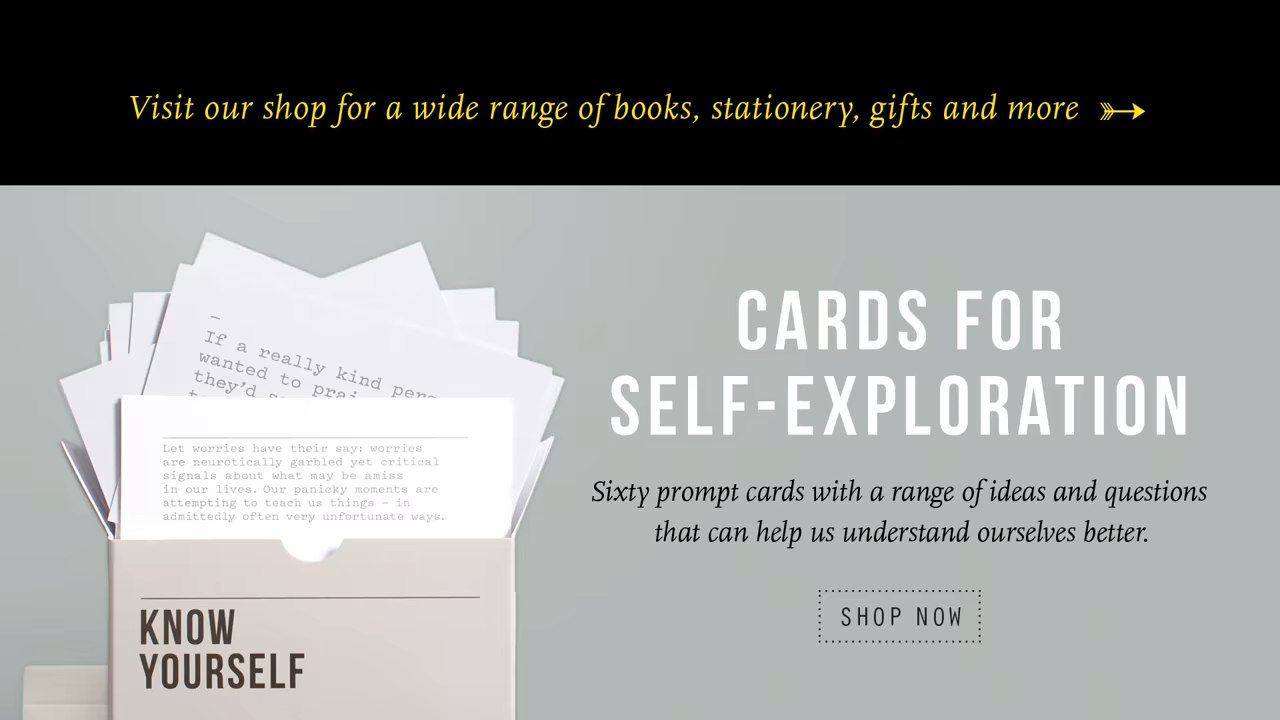 Visit our shop for a wide range of books, stationery, gifts and more
CARDS FOR
SELF-EXPLORATION
Sixty prompt cards with a range of ideas and questions
that can help us understand ourselves better.
SHOP NOW
If a really kind
wanted to
they'd
Let worries have their say: worries
are neurotically garbled yet critical
signals about what may be amiss
in our lives. Our panicky moments are
attempting to teach us things – in
admittedly often very unfortunate ways.
KNOW
YOURSELF